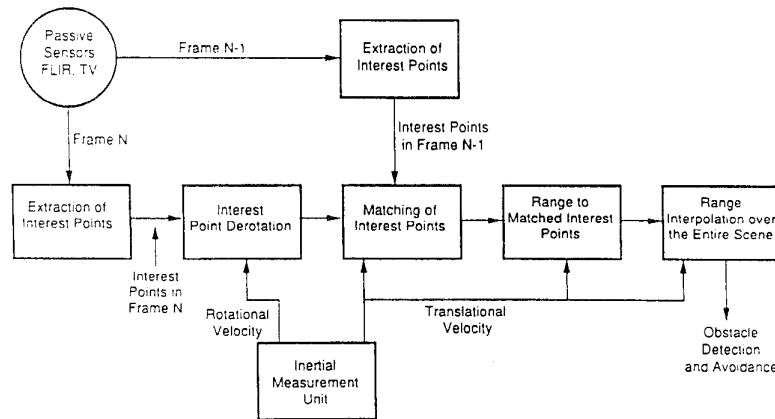 Passive
Sensors
FLIR, TV
Frame N-1
Extraction of
Interest Points
Frame N
Interest Points
in Frame N-1
Extraction of
Interest Points
Interest
Point Derotation
Matching of
Interest Points
Range to
Matched Interest
Points
Range
Interpolation over
the Entire Scene
Interest
Points in
Frame N
Rotational
Velocity
Translational
Velocity
Inertial
Measurement
Unit
Obstacle
Detection
and Avoidance